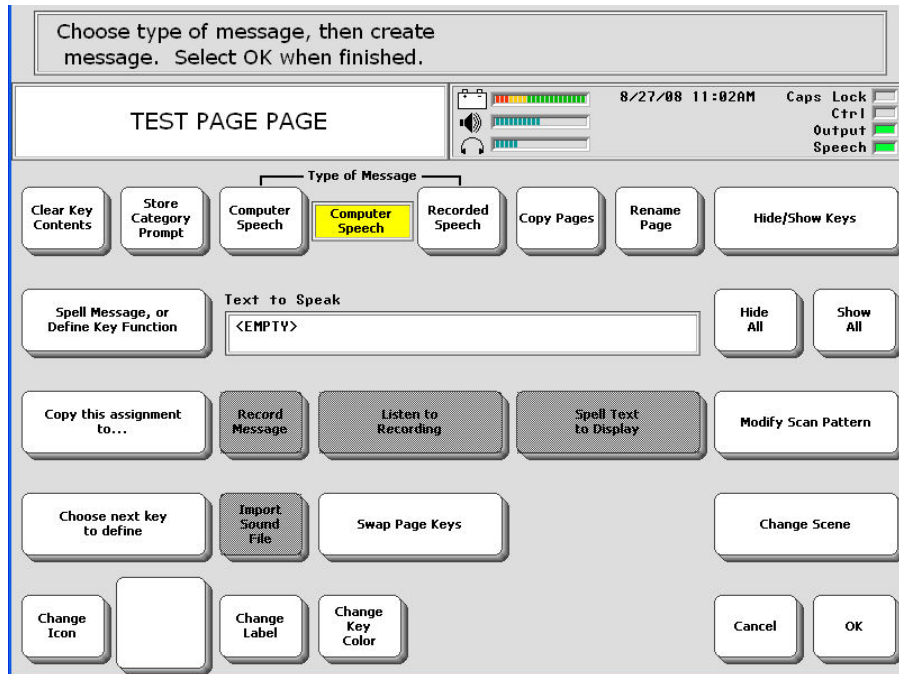 Choose type of message, then create
message. Select OK when finished.
TEST PAGE PAGE
8/27/08 11:02AM
Caps Lock
Ctrl
Output
Speech
Type of Message
Clear Key
Contents
Store
Category
Prompt
Computer
Speech
Computer
Speech
Recorded
Speech
Copy Pages
Rename
Page
Hide/Show Keys
Spell Message, or
Define Key Function
Text to Speak
<EMPTY>
Hide
All
Show
All
Copy this assignment
to...
Record
Message
Listen to
Recording
Spell Text
to Display
Modify Scan Pattern
Choose next key
to define
Import
Sound
File
Swap Page Keys
Change Scene
Change
Icon
Change
Label
Change
Key
Color
Cancel
OK